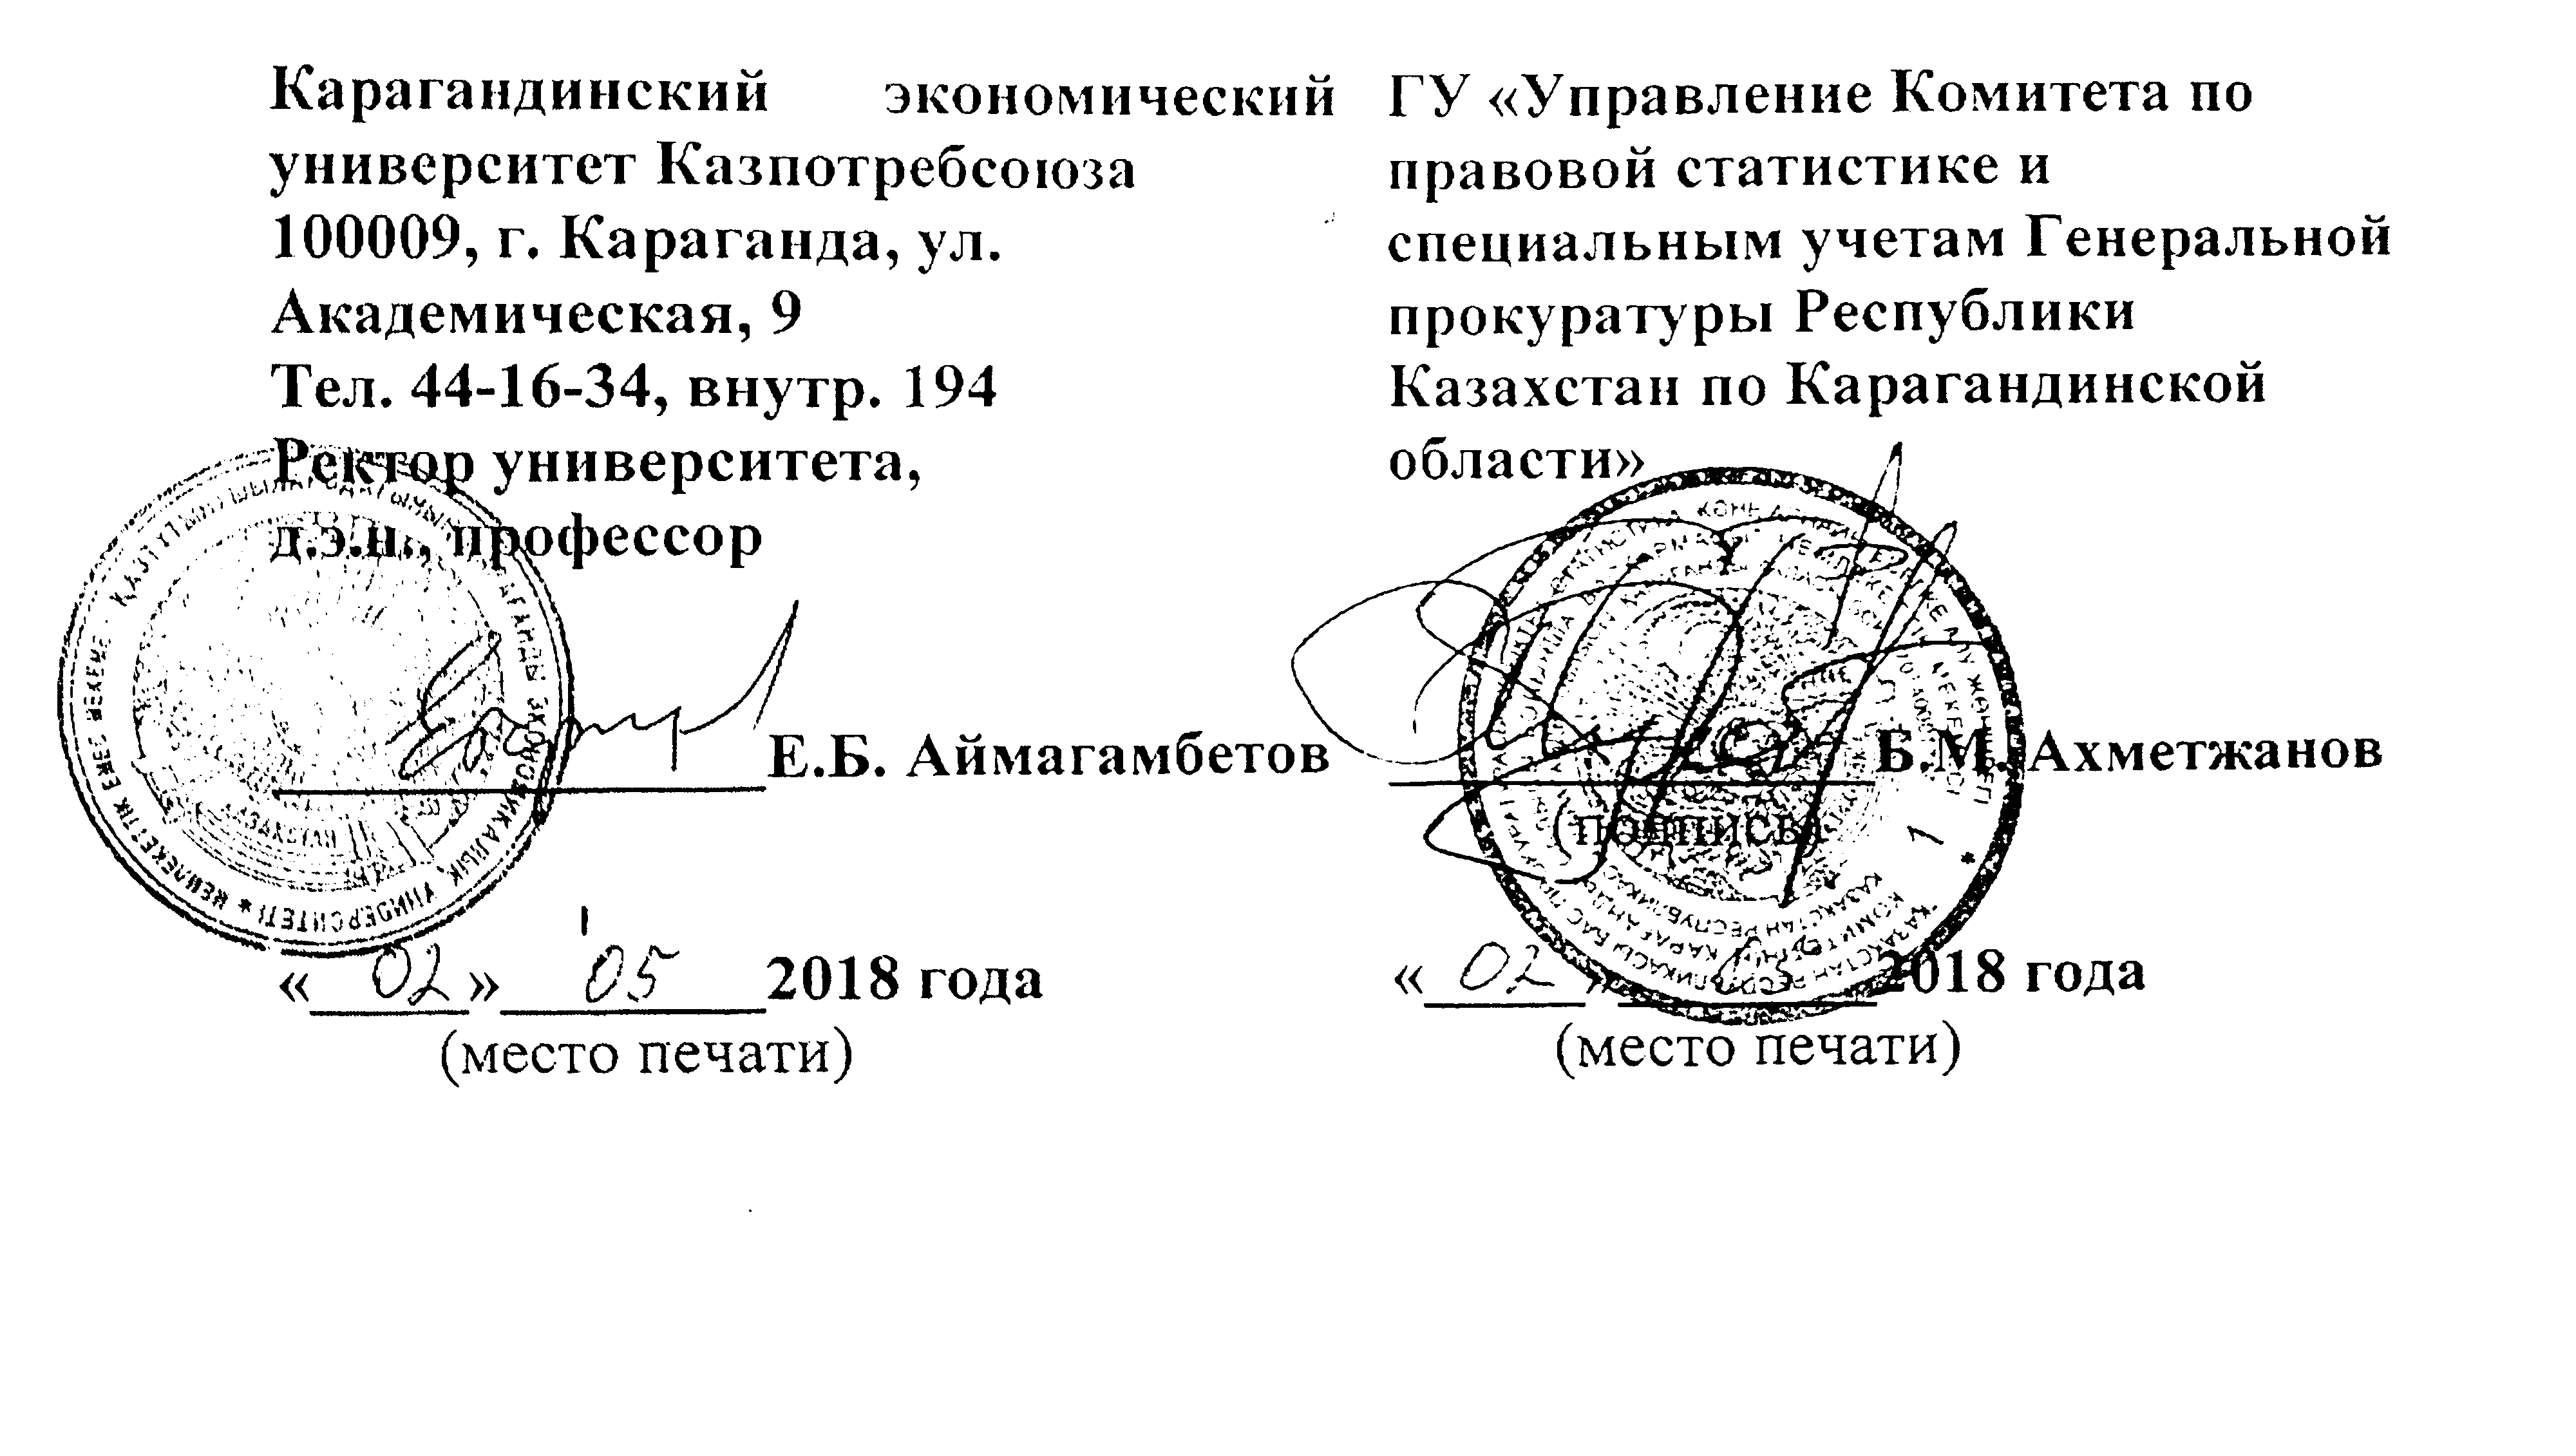 Карагандинский экономический
университет Казпотребсоюза
100009, г. Караганда, ул.
Академическая, 9
Тел. 44-16-34, внутр. 194
Ректор университета,
д.э.н., профессор
Е.Б. Аймагамбетов
«02» 05 2018 года
(место печати)
ГУ «Управление Комитета по
правовой статистике и
специальным учетам Генеральной
прокуратуры Республики
Казахстан по Карагандинской
области»
Б.М. Ахметжанов
(подпись)
«02» 2018 года
(место печати)